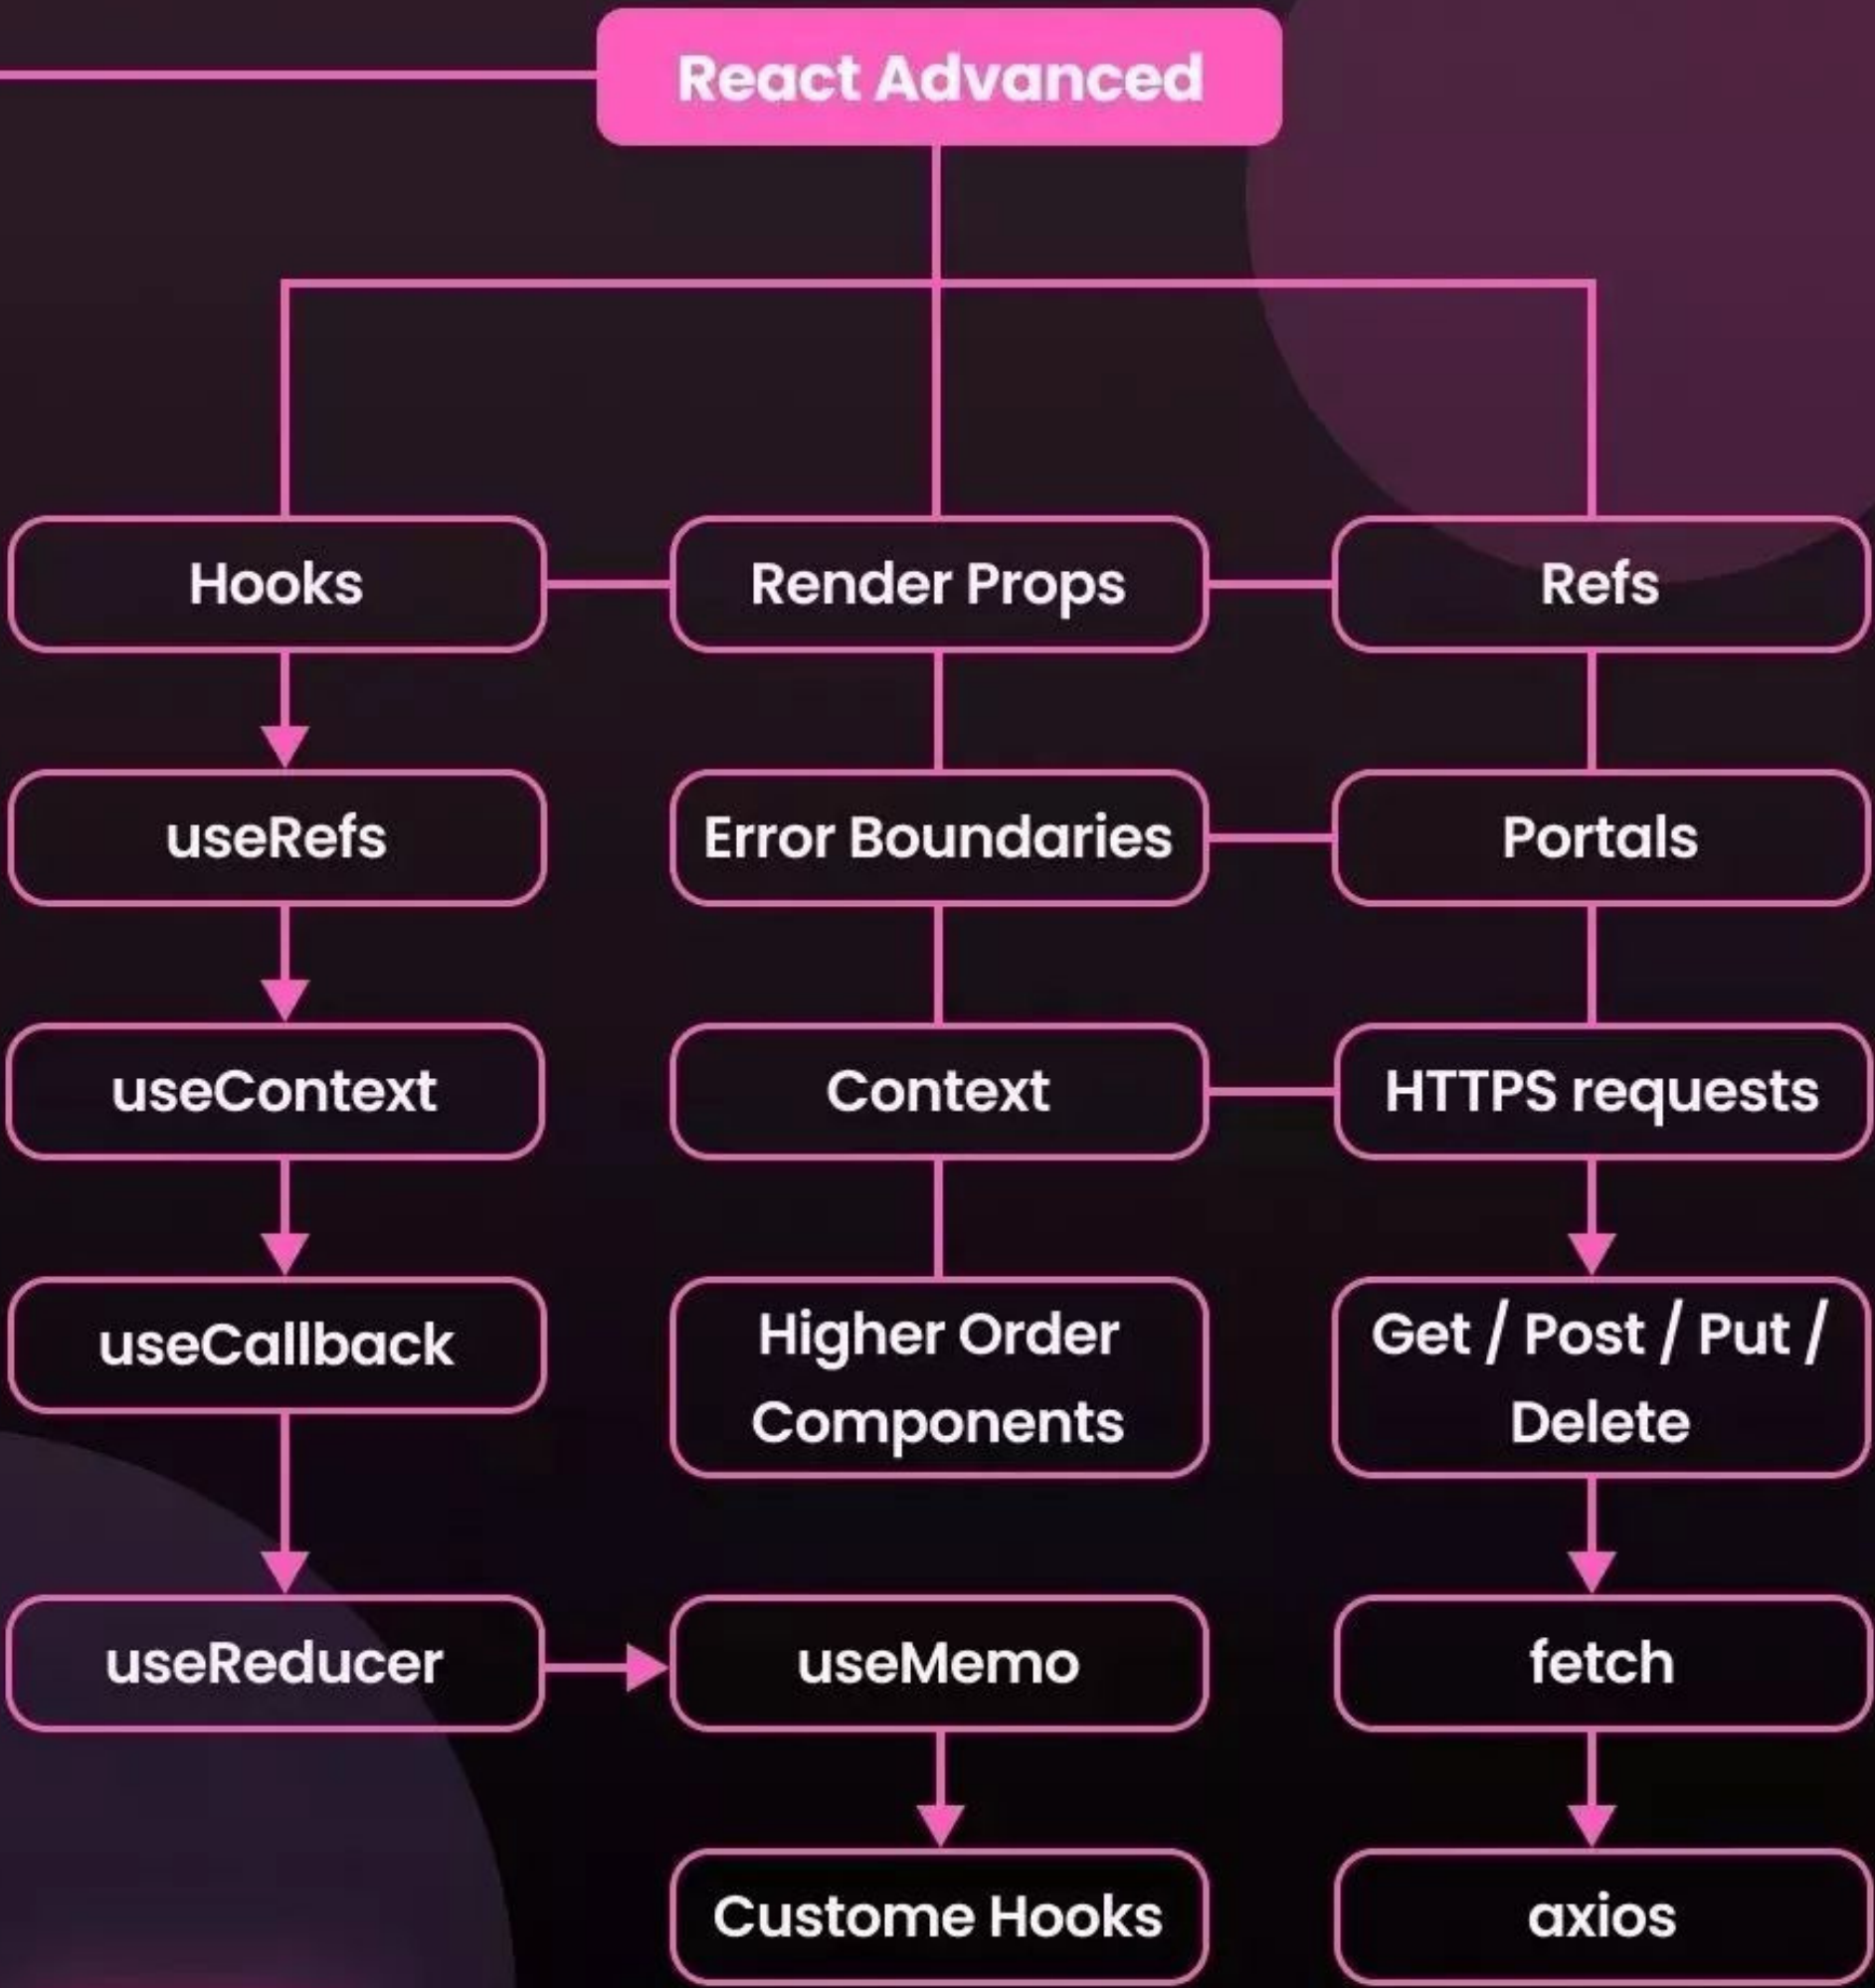 React Advanced
Hooks
Render Props
Refs
useRefs
Error Boundaries
Portals
useContext
Context
HTTPS requests
useCallback
Higher Order
Components
Get / Post / Put /
Delete
useReducer
useMemo
fetch
Custome Hooks
axios